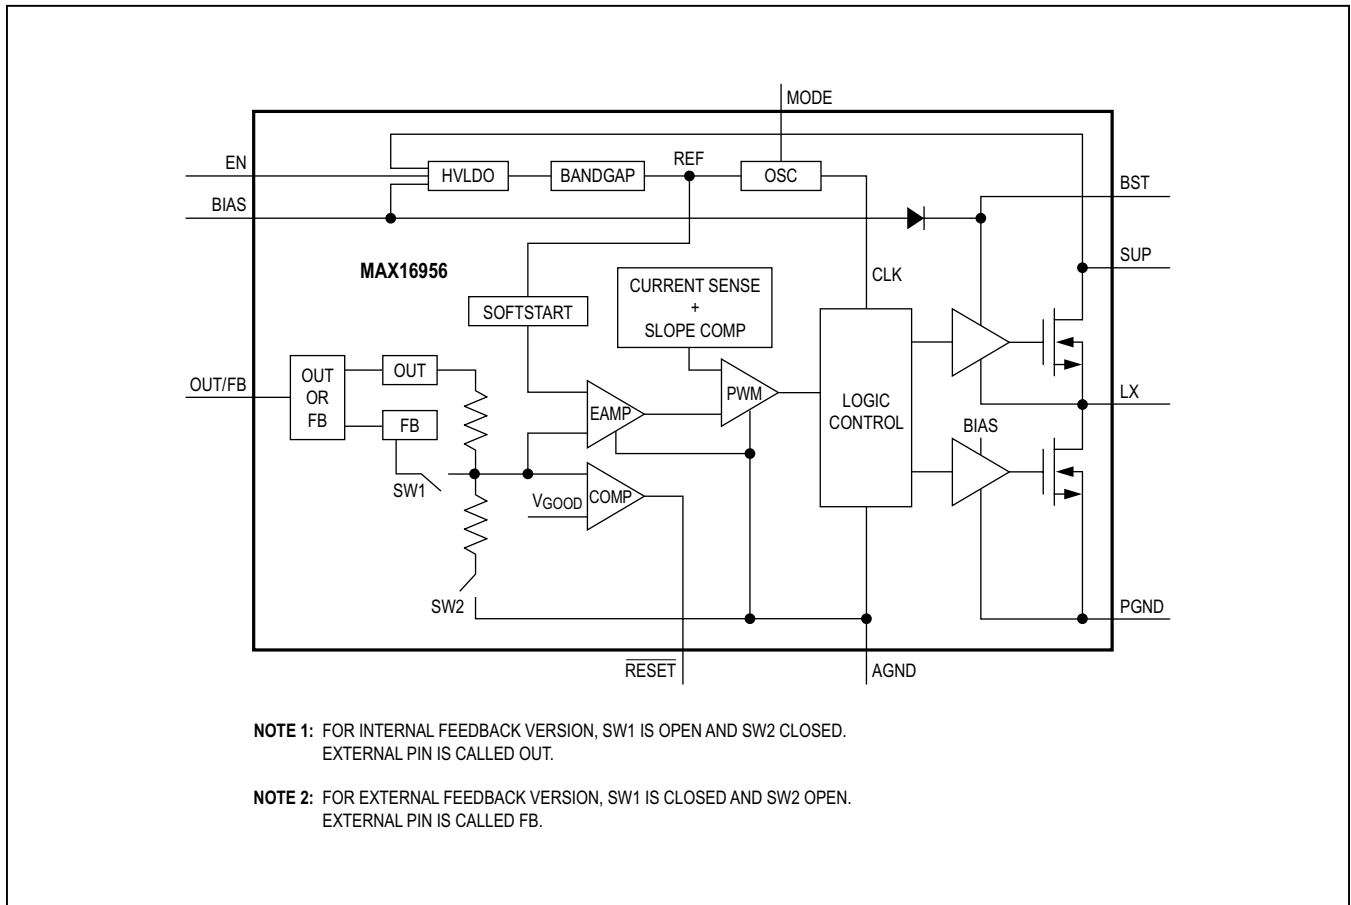 MODE
EN
HVLDO
BANDGAP
REF
OSC
BST
BIAS
SUP
MAX16956
CLK
CURRENT SENSE
+
SLOPE COMP
SOFTSTART
OUT/FB
OUT
OR
FB
OUT
FB
EAMP
PWM
LOGIC
CONTROL
LX
BIAS
SW1
VGOOD
COMP
SW2
PGND
RESET
AGND
NOTE 1: FOR INTERNAL FEEDBACK VERSION, SW1 IS OPEN AND SW2 CLOSED.
EXTERNAL PIN IS CALLED OUT.
NOTE 2: FOR EXTERNAL FEEDBACK VERSION, SW1 IS CLOSED AND SW2 OPEN.
EXTERNAL PIN IS CALLED FB.